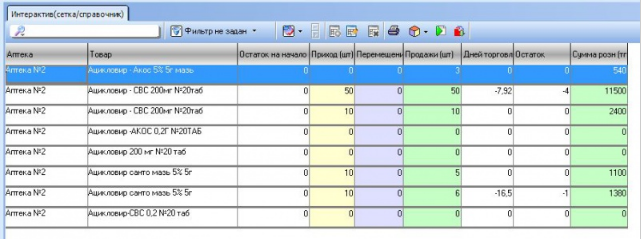 Интерактив(сетка/справочник)
Фильтр не задан
Аптека Товар Остаток на начало Приход (шт) Перемещени Продажи (шт) Дней торговл Остаток Сумма розн (тг
Аптека №2 Ацикловир - Акос 5% 5г мазь 0 0 0 3 0 0 540
Аптека №2 Ацикловир - СВС 200мг №20таб 0 50 0 50 -7,92 -4 11500
Аптека №2 Ацикловир - СВС 200мг №20таб 0 10 0 10 0 0 2400
Аптека №2 Ацикловир -АКОС 0,2Г №20ТАБ 0 0 0 0 0 0 0
Аптека №2 Ацикловир 200 мг №20 таб 0 0 0 0 0 0 0
Аптека №2 Ацикловир санто мазь 5% 5г 0 10 0 5 0 0 1100
Аптека №2 Ацикловир санто мазь 5% 5г 0 10 0 6 -16,5 -1 1380
Аптека №2 Ацикловир-СВС 0,2 №20 таб 0 0 0 0 0 0 0